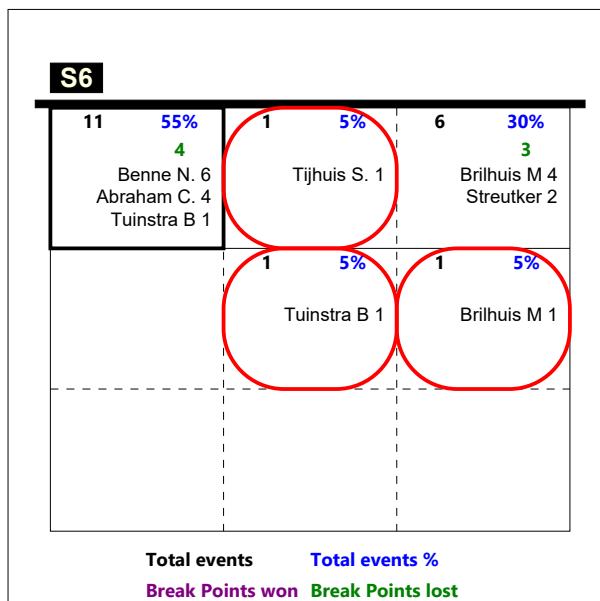 S6
11 55% 1 5% 6 30%
4 3
Benne N. 6 Tijhuis S. 1 Brilhuis M 4
Abraham C. 4 Streutker 2
Tuinstra B 1
1 5% 1 5%
Tuinstra B 1 Brilhuis M 1
Total events Total events %
Break Points won Break Points lost